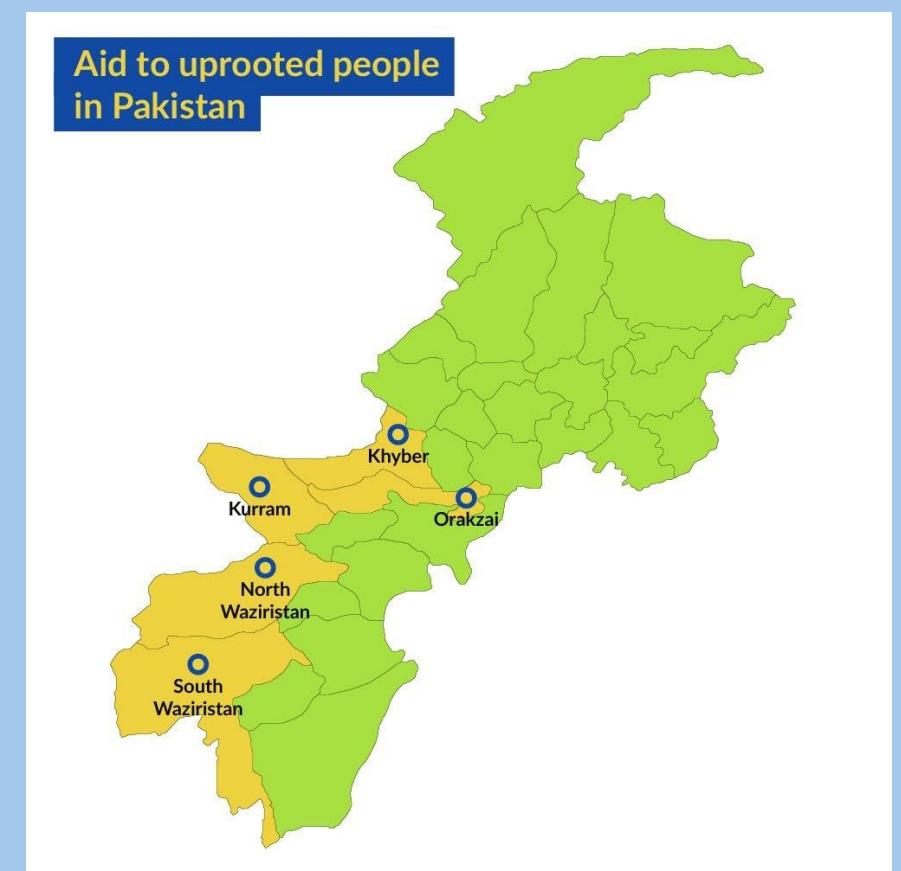 Aid to uprooted people
in Pakistan
Khyber
Kurram
Orakzai
North
Waziristan
South
Waziristan